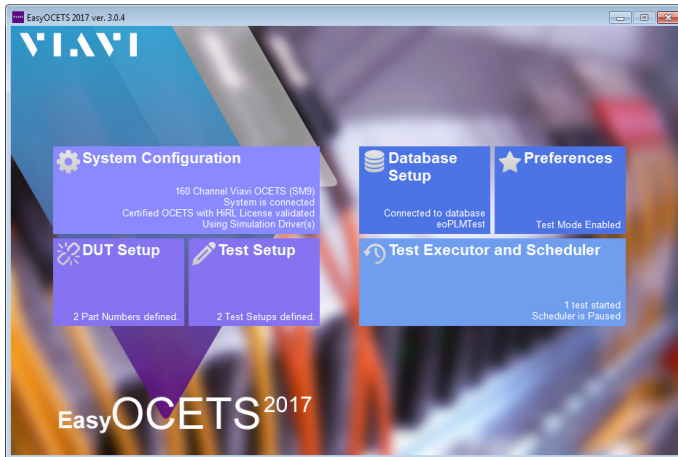 EasyOCETS 2017 ver. 3.0.4
VIAVI
System Configuration
160 Channel Viavi OCETS (SM9)
System is connected
Certified OCETS with HiRL License validated
Using Simulation Driver(s)
Database
Setup
Connected to database
eoPLMTest
Preferences
Test Mode Enabled
DUT Setup
2 Part Numbers defined.
Test Setup
2 Test Setups defined.
Test Executor and Scheduler
1 test started
Scheduler is Paused
EasyOCETS 2017